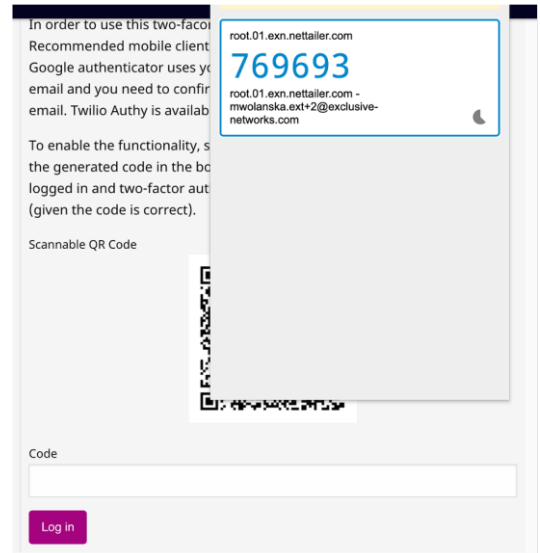 In order to use this two-facto
Recommended mobile client
Google authenticator uses yo
email and you need to confir
email. Twilio Authy is availab
To enable the functionality, s
the generated code in the bo
logged in and two-factor aut
(given the code is correct).
Scannable QR Code
root.01.exn.nettailer.com
769693
root.01.exn.nettailer.com -
mwolanska.ext+2@exclusive-
networks.com
Code
Log in